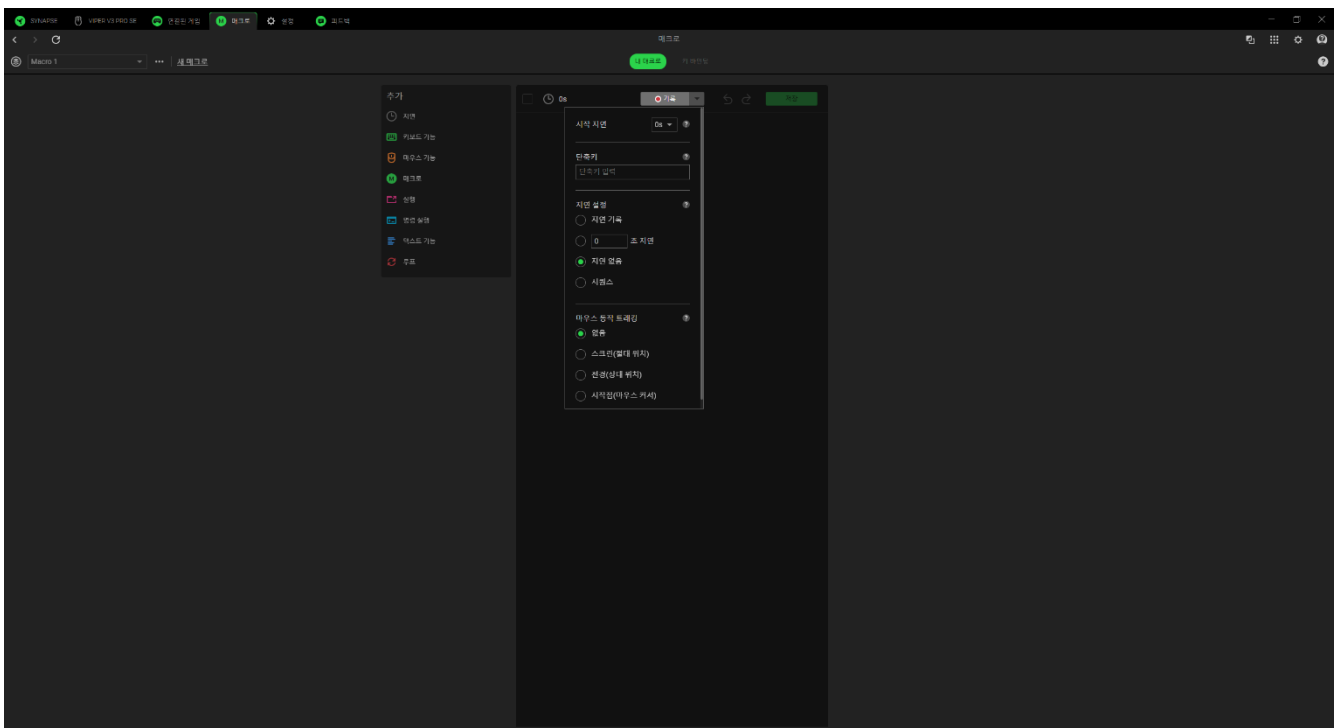 SYNAPSE VIPER V3 PRO SE 연결된 게임 매크로 설정 피드백
매크로
Macro 1 새 매크로 내 매크로
추가
지연
키보드 기능
마우스 기능
매크로
실행
명령 실행
텍스트 기능
루프
0s 기록 저장
시작 지연 0s
단축키
단축키 입력
지연 설정
지연 기록
0 초 지연
지연 없음
시퀀스
마우스 동작 트래킹
없음
스크린(절대 위치)
전경(상대 위치)
시작점(마우스 커서)